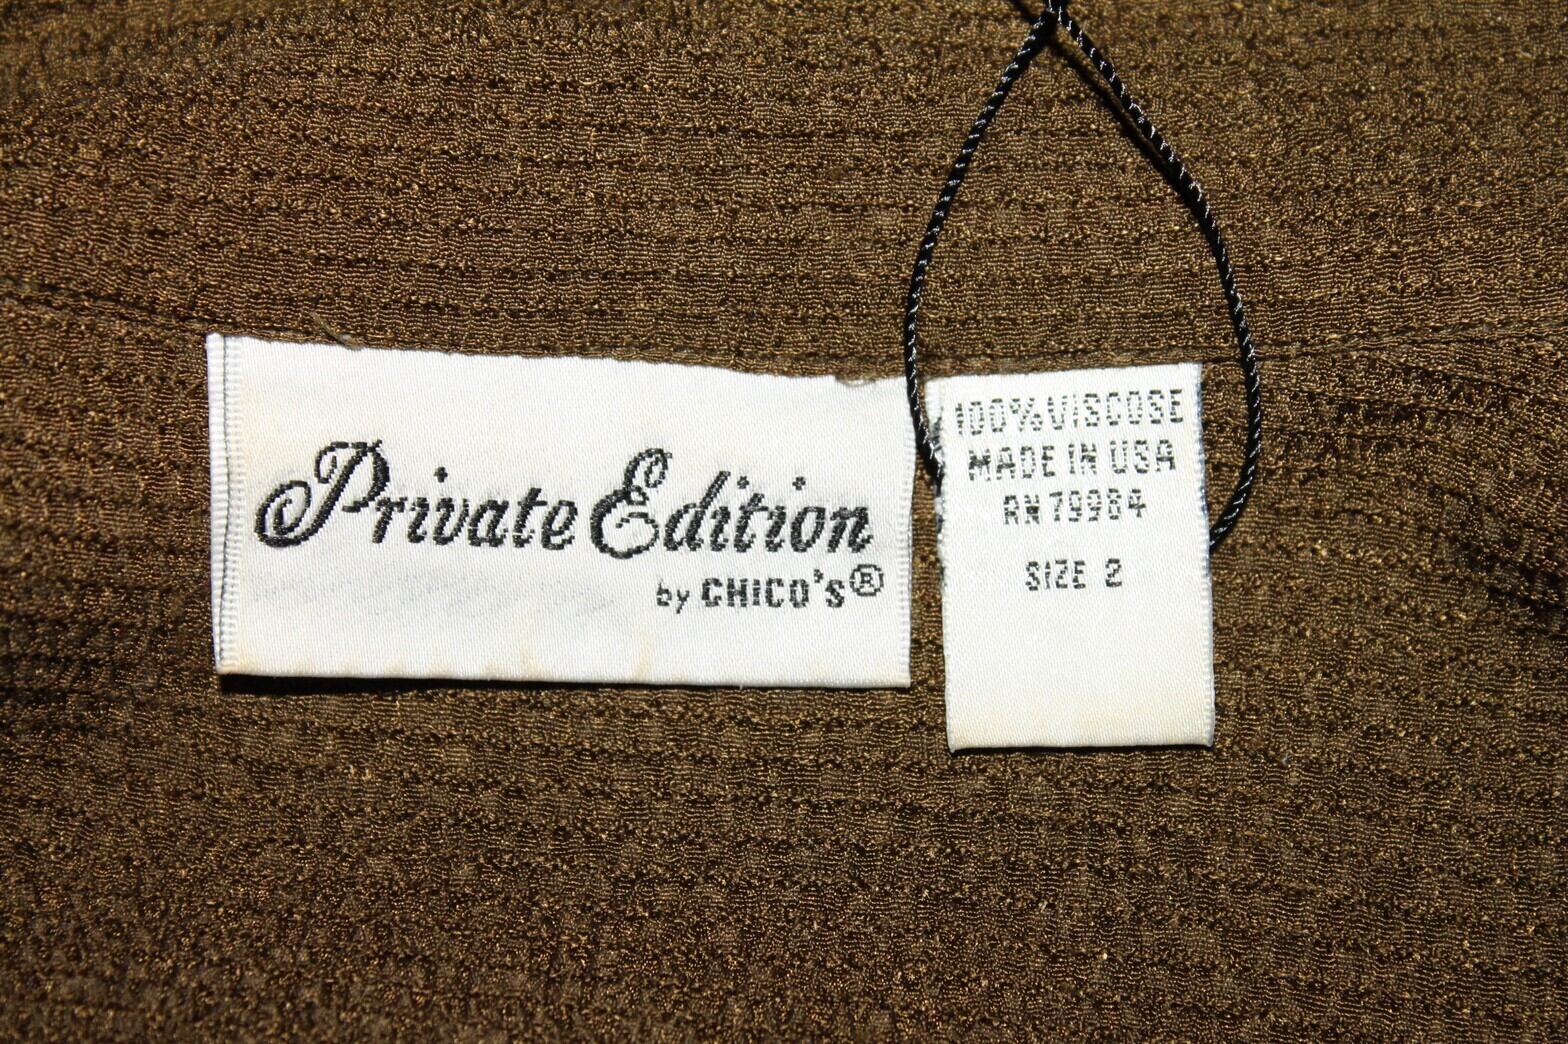 Private Edition
by CHICO'S®
100% VISCOSE
MADE IN USA
RN 79984
SIZE 2